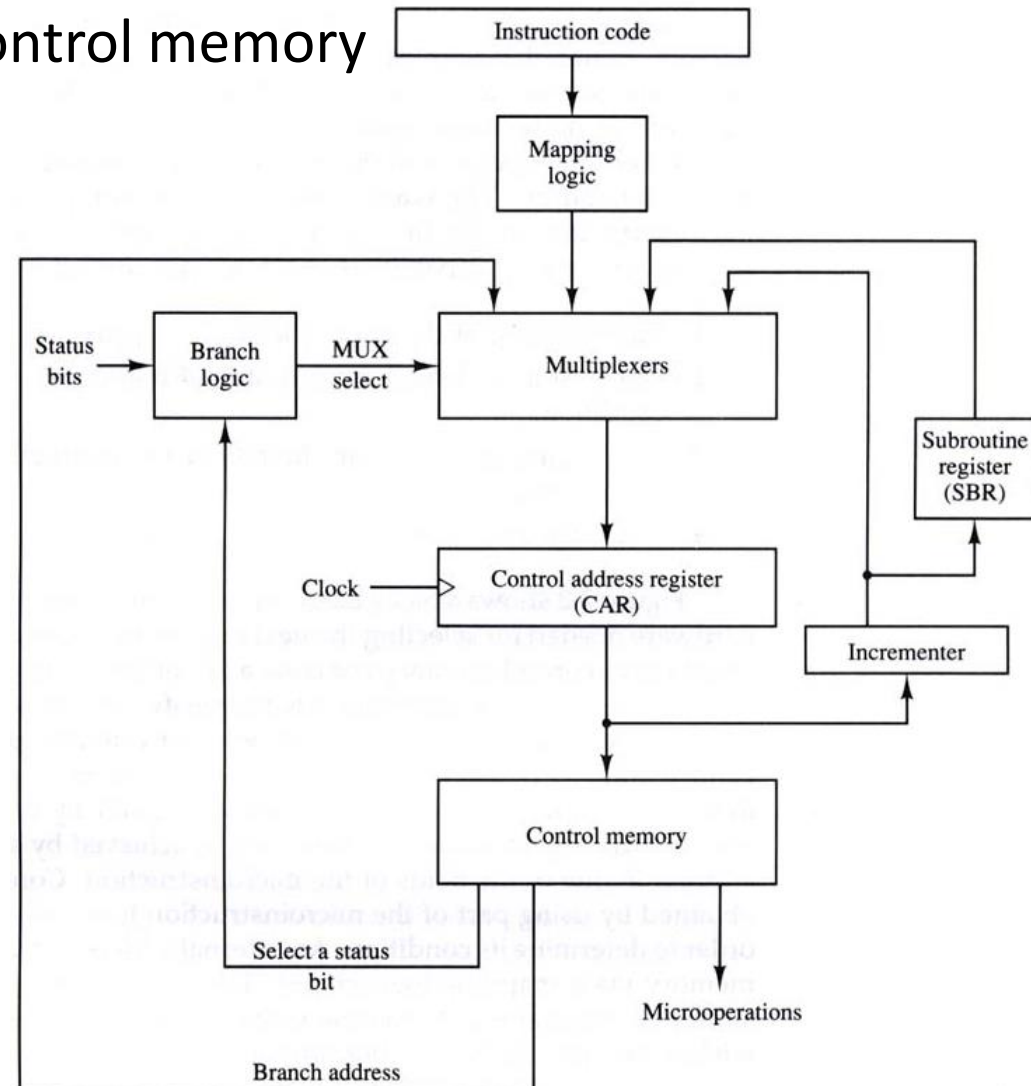 ontrol memory
Instruction code
Mapping
logic
Status
bits
Branch
logic
MUX
select
Multiplexers
Subroutine
register
(SBR)
Clock
Control address register
(CAR)
Incrementer
Control memory
Select a status
bit
Microoperations
Branch address